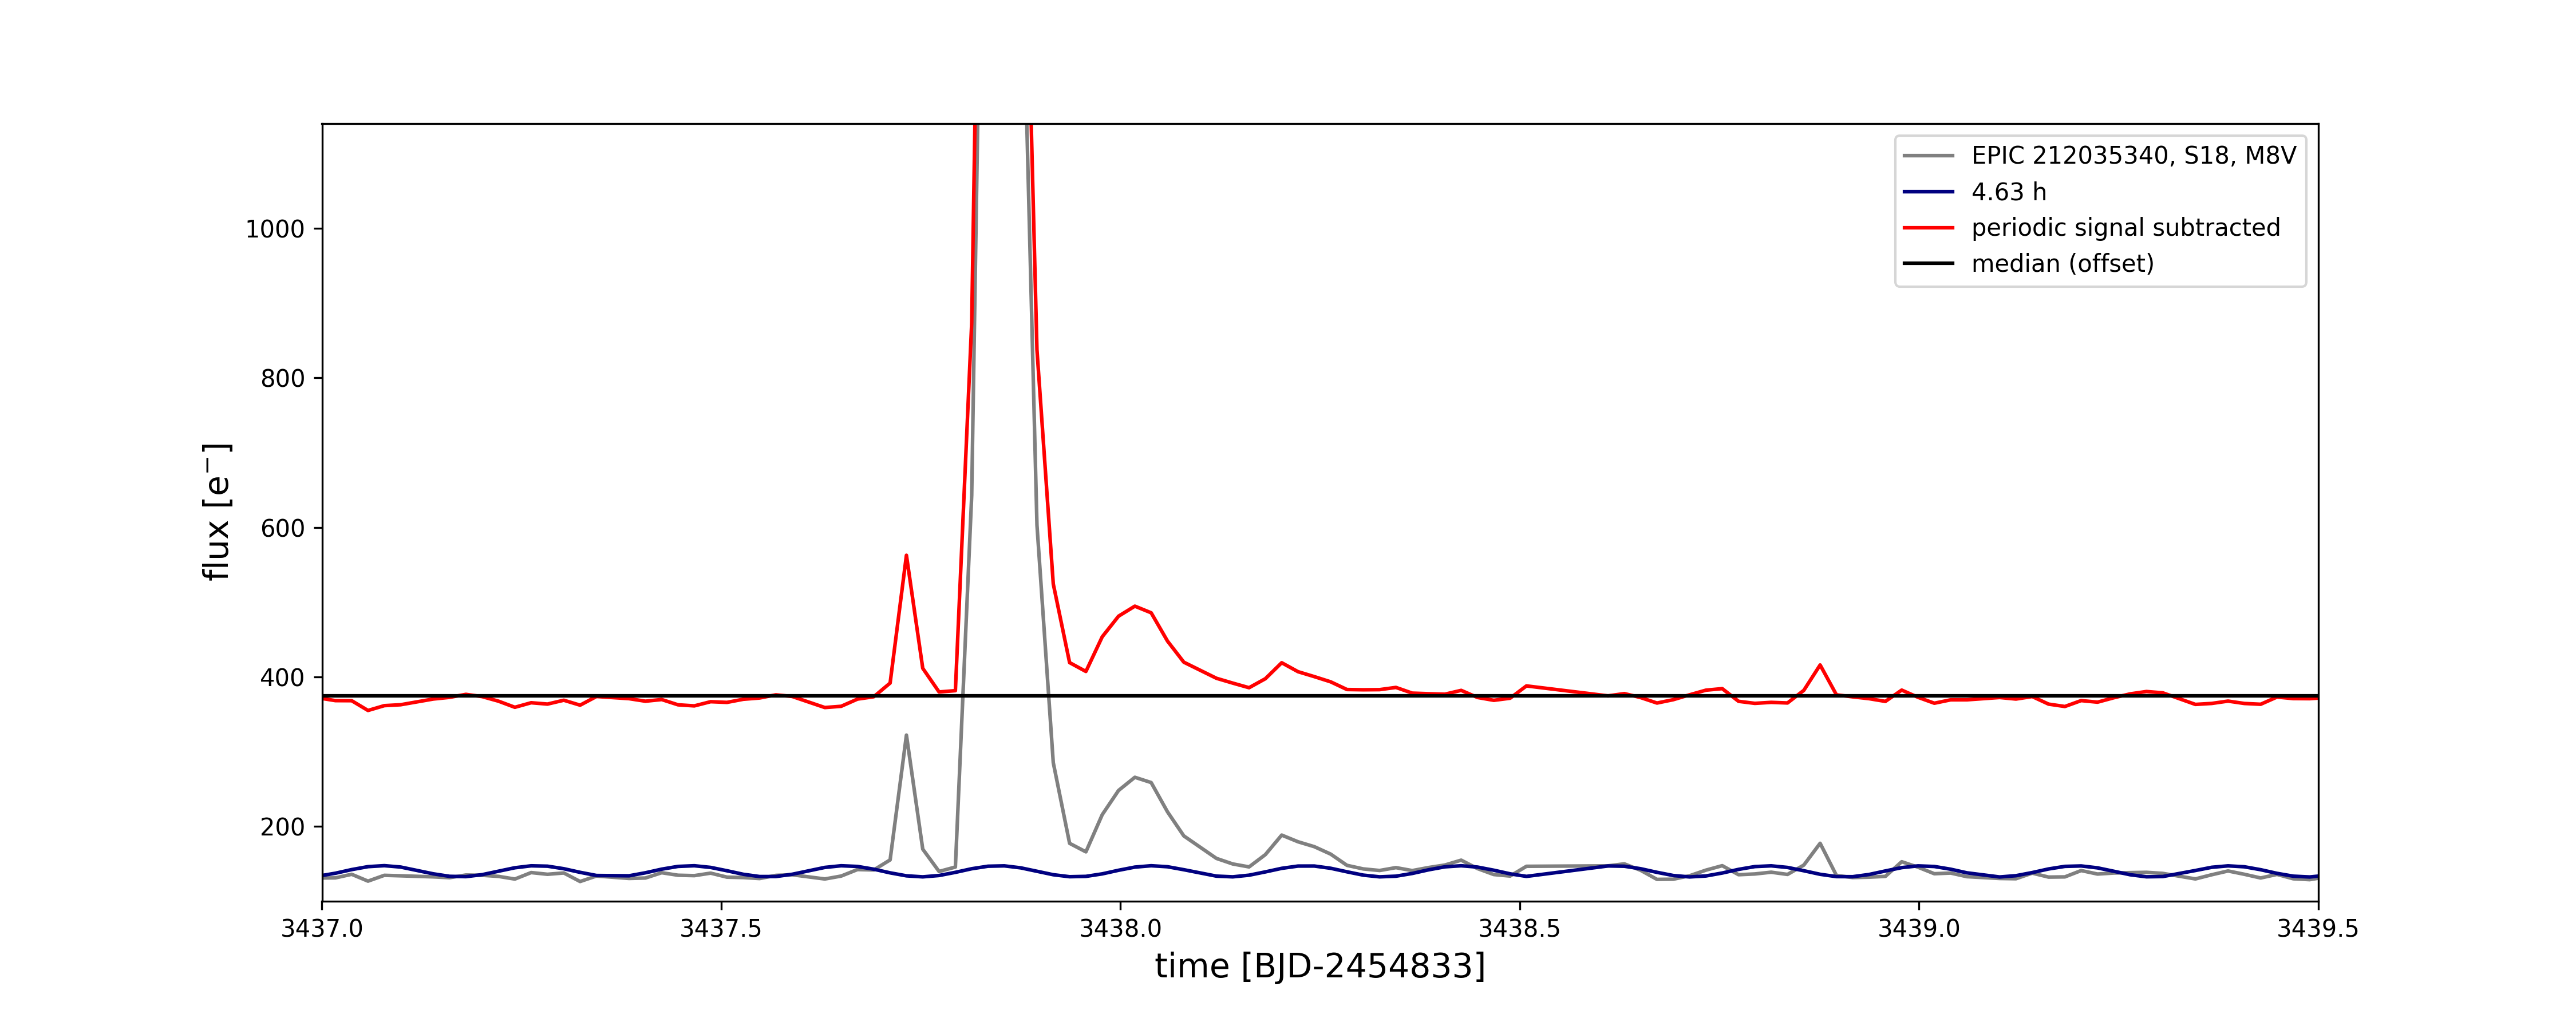 EPIC 212035340, S18, M8V
4.63 h
periodic signal subtracted
median (offset)
1000
800
600
400
200
flux [e⁻]
3437.0 3437.5 3438.0 3438.5 3439.0 3439.5
time [BJD-2454833]